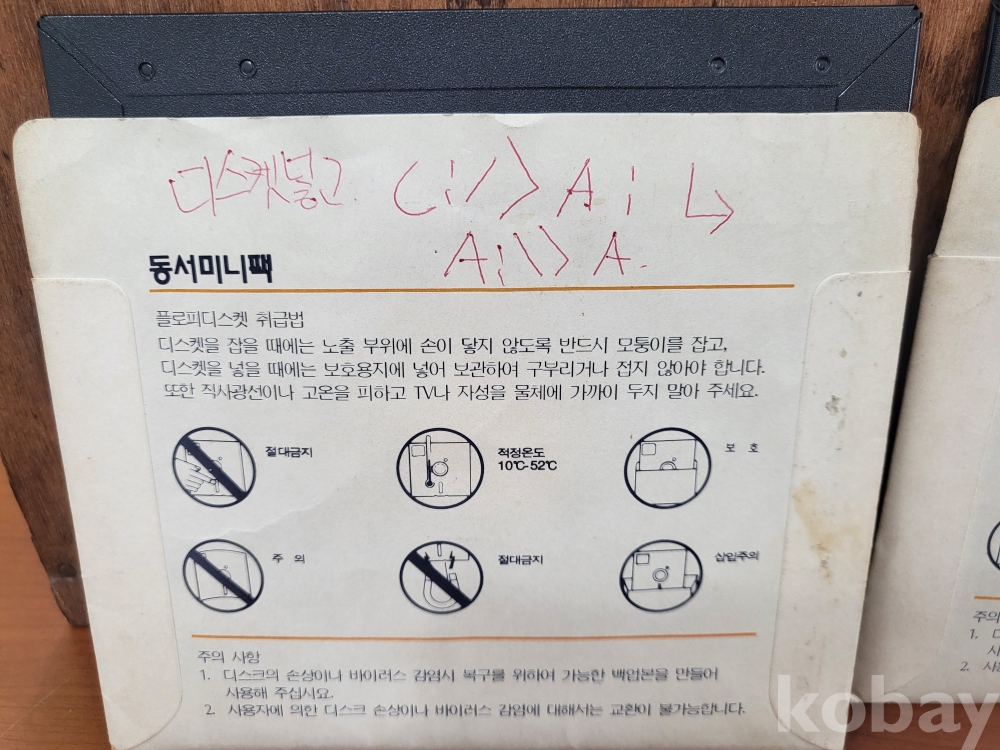 디스켓넣고. C:/> A: ↳
A:\> A.
동서미니팩
플로피디스켓 취급법
디스켓을 잡을 때에는 노출 부위에 손이 닿지 않도록 반드시 모퉁이를 잡고,
디스켓을 넣을 때에는 보호용지에 넣어 보관하여 구부리거나 접지 않아야 합니다.
또한 직사광선이나 고온을 피하고 TV나 자성을 물체에 가까이 두지 말아 주세요.
절대금지
적정온도
10℃-52℃
보 호
주 의
절대금지
삽입주의
주의 사항
1. 디스크의 손상이나 바이러스 감염시 복구를 위하여 가능한 백업본을 만들어
사용해 주십시요.
2. 사용자에 의한 디스크 손상이나 바이러스 감염에 대해서는 교환이 불가능합니다.
주의
1. 디
사
2. 사
kobay